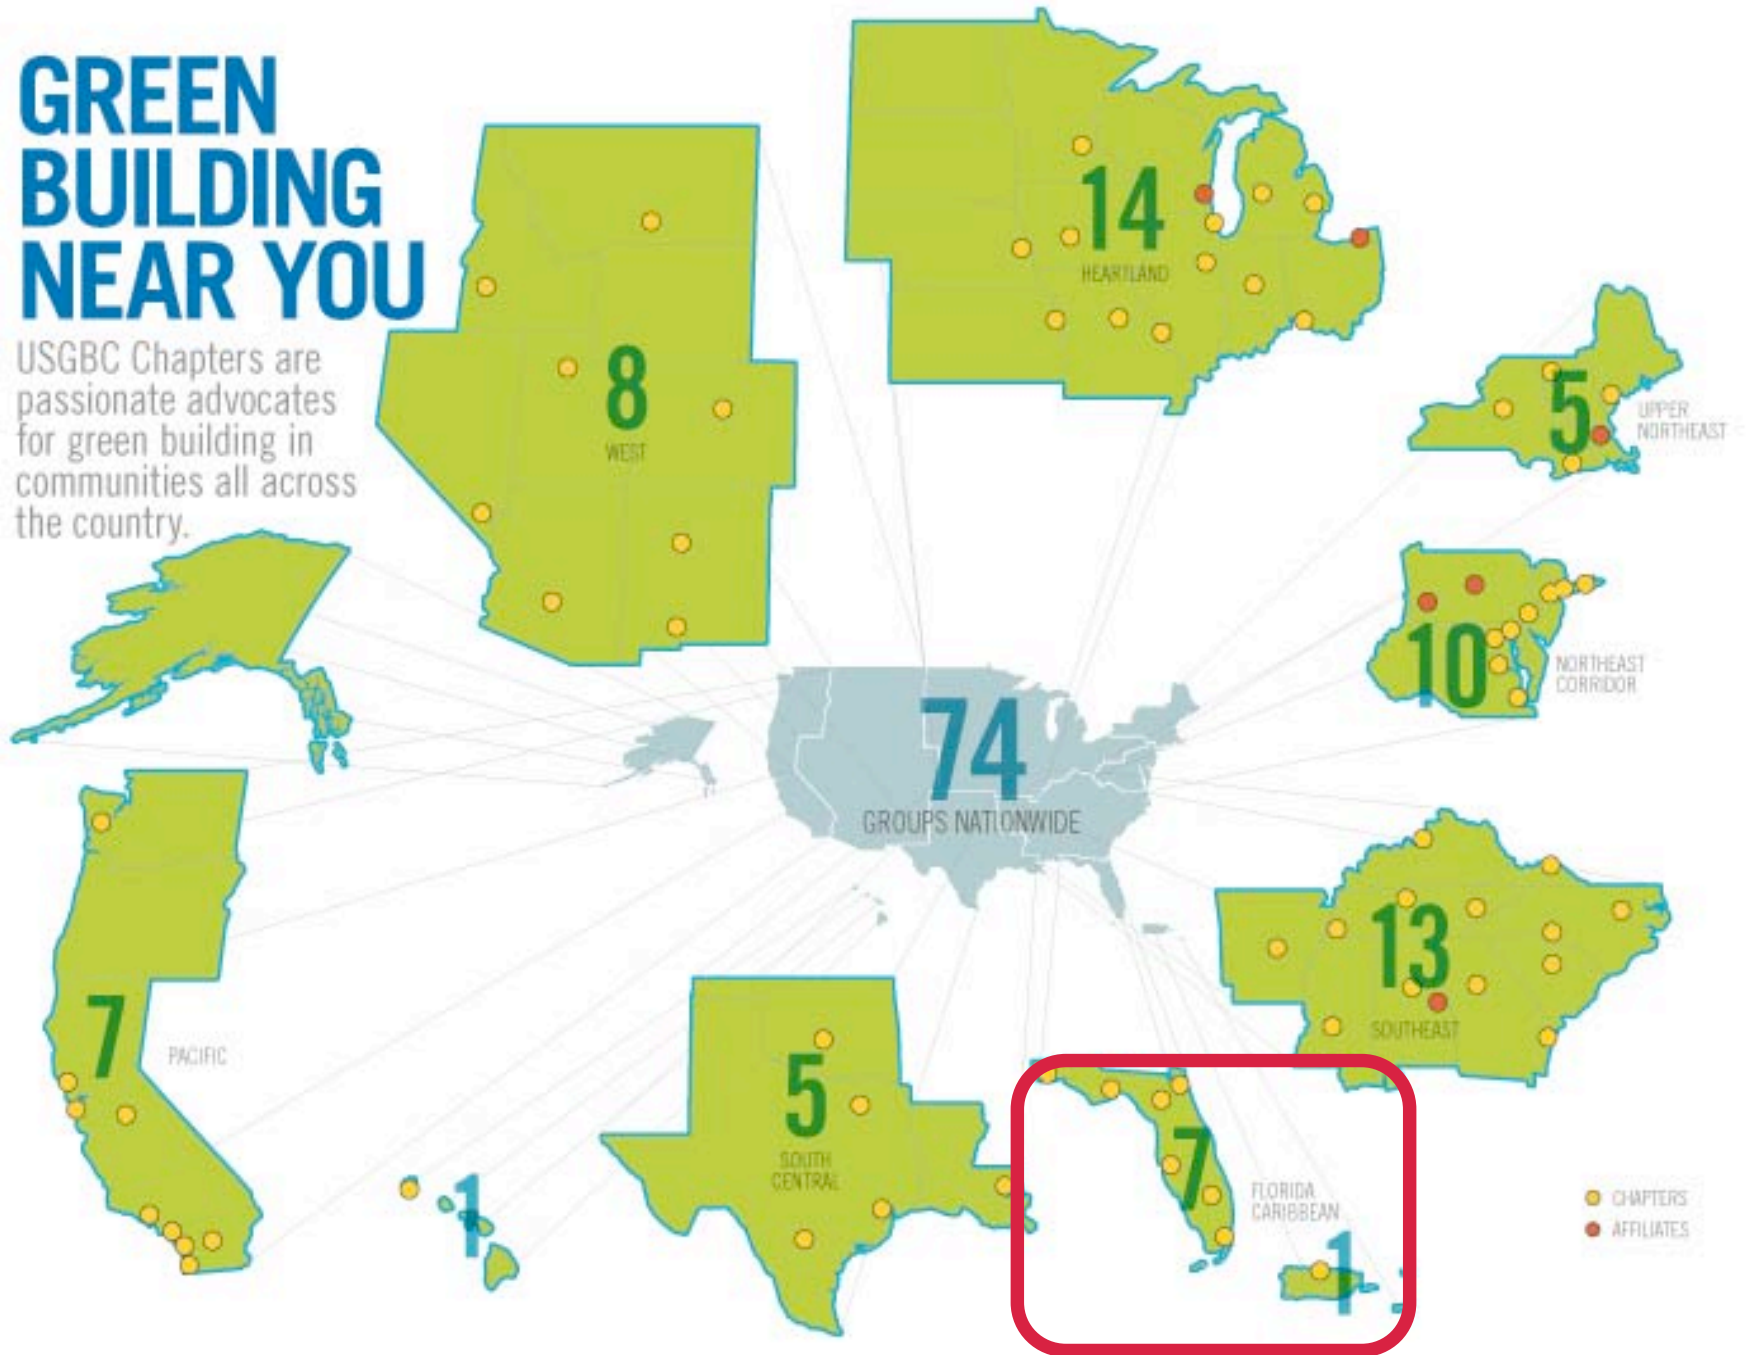 GREEN
BUILDING
NEAR YOU
USGBC Chapters are
passionate advocates
for green building in
communities all across
the country.
8
WEST
14
HEARTLAND
5
UPPER
NORTHEAST
10
NORTHEAST
CORRIDOR
74
GROUPS NATIONWIDE
13
SOUTHEAST
7
PACIFIC
1
5
SOUTH
CENTRAL
7
FLORIDA
CARIBBEAN
1
CHAPTERS
AFFILIATES